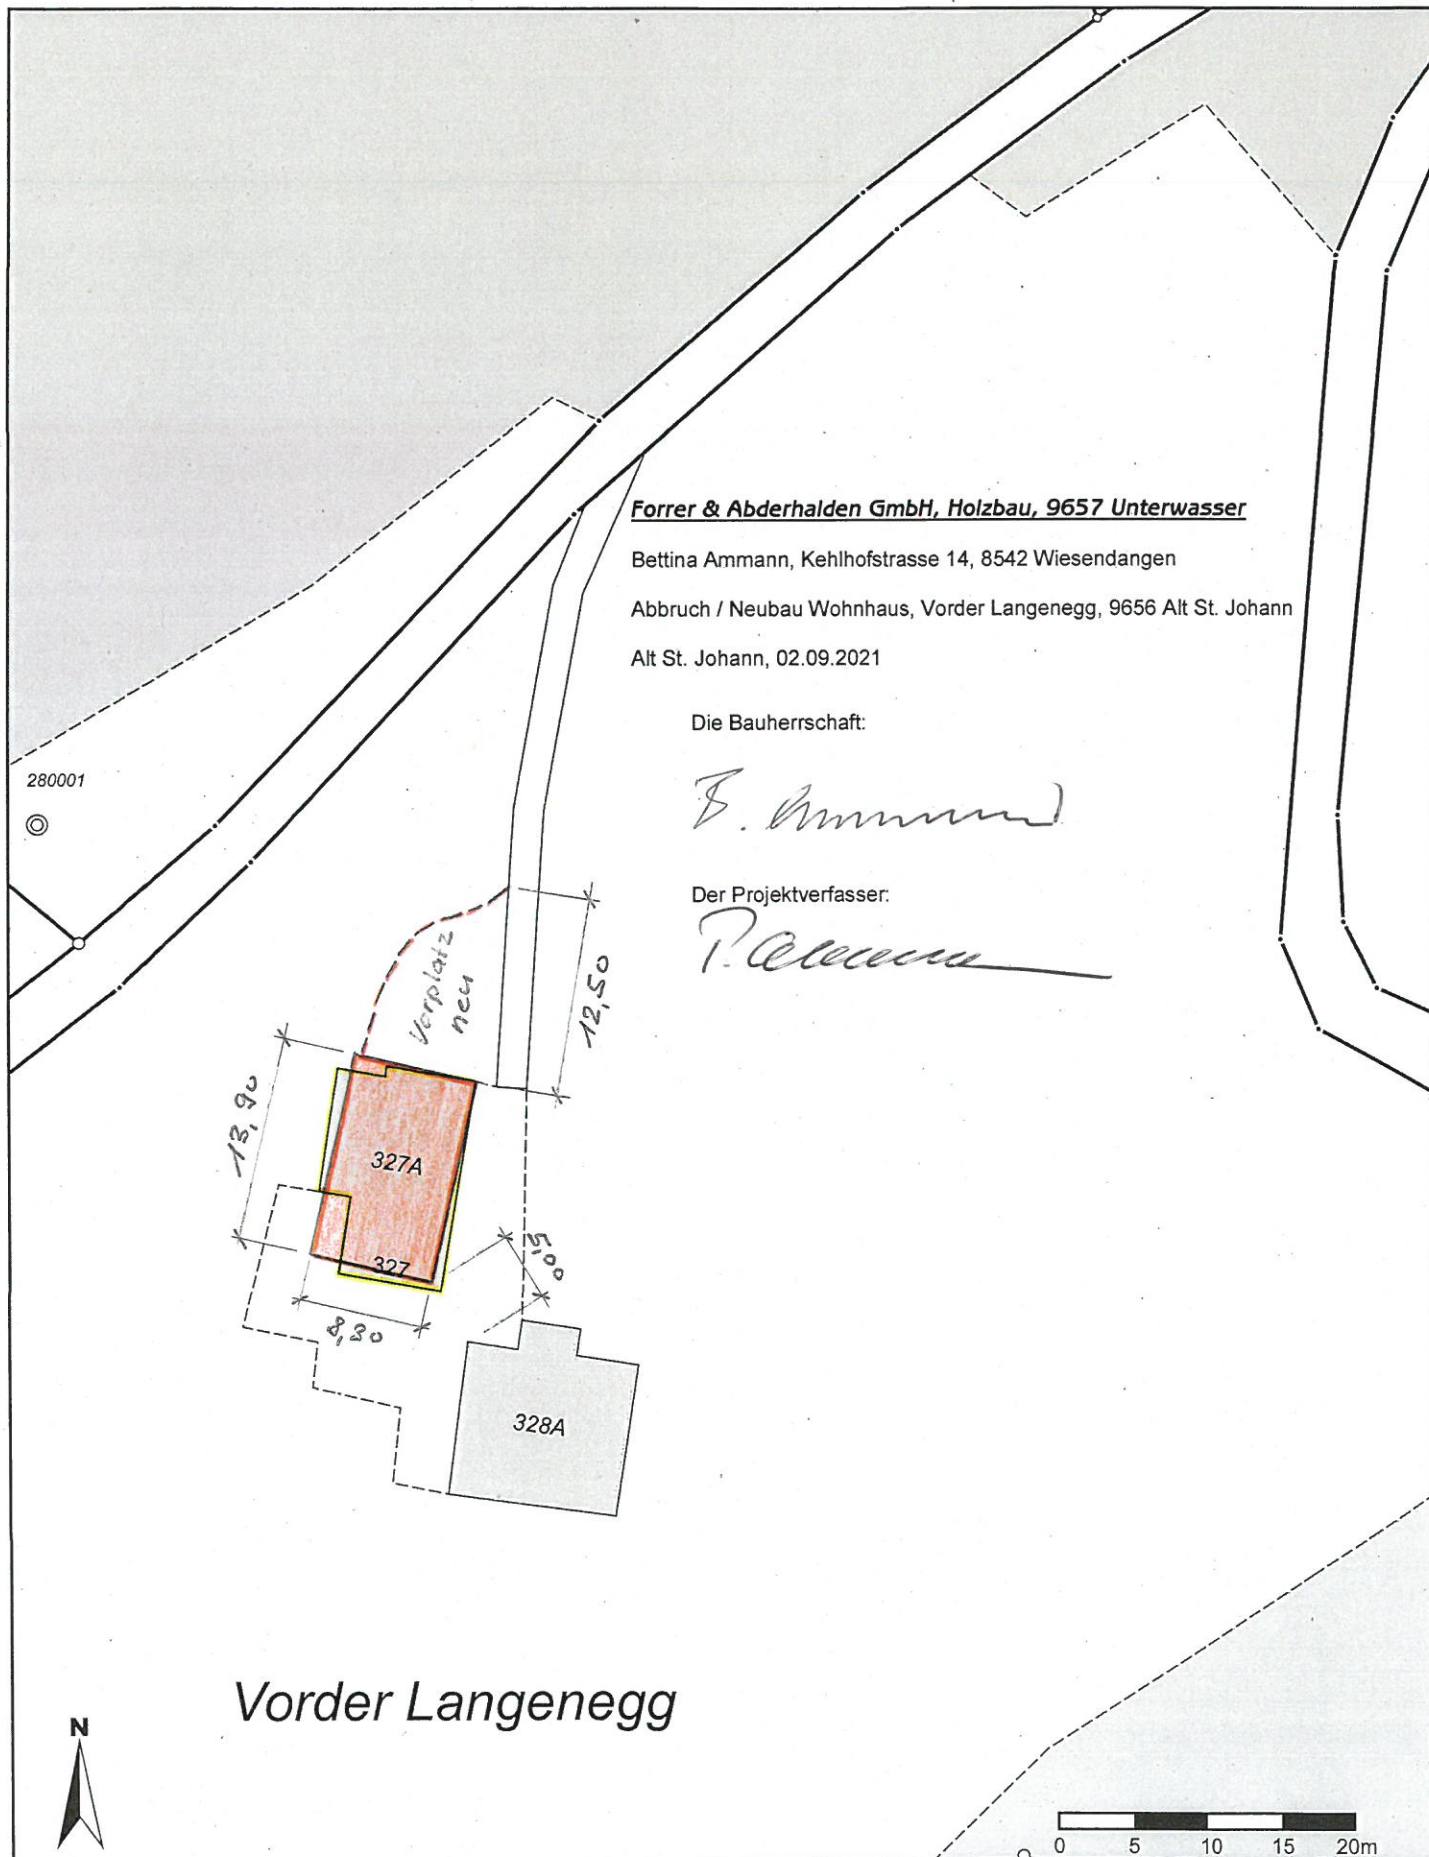 Forrer & Abderhalden GmbH, Holzbau, 9657 Unterwasser
Bettina Ammann, Kehlhofstrasse 14, 8542 Wiesendangen
Abbruch / Neubau Wohnhaus, Vorder Langenegg, 9656 Alt St. Johann
Alt St. Johann, 02.09.2021
Die Bauherrschaft:
B. Ammann
280001
Der Projektverfasser:
Vorplatz
neu
12,50
13,90
327A
327
5,00
8,30
328A
Vorder Langenegg
N
0 5 10 15 20m